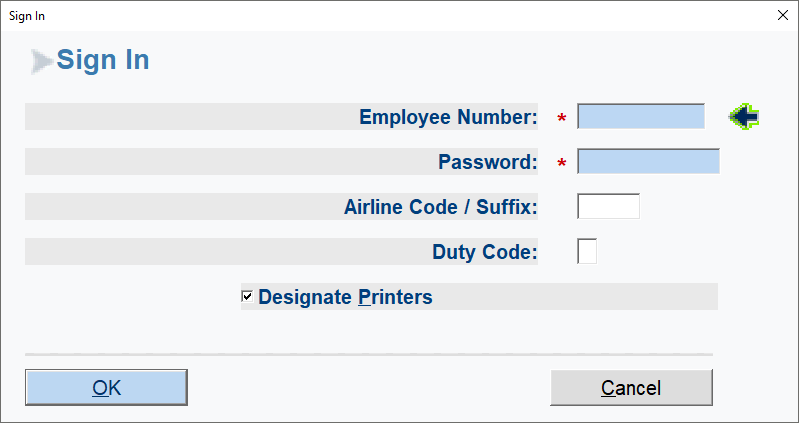 Sign In
Sign In
Employee Number: *
Password: *
Airline Code / Suffix:
Duty Code:
Designate Printers
OK
Cancel